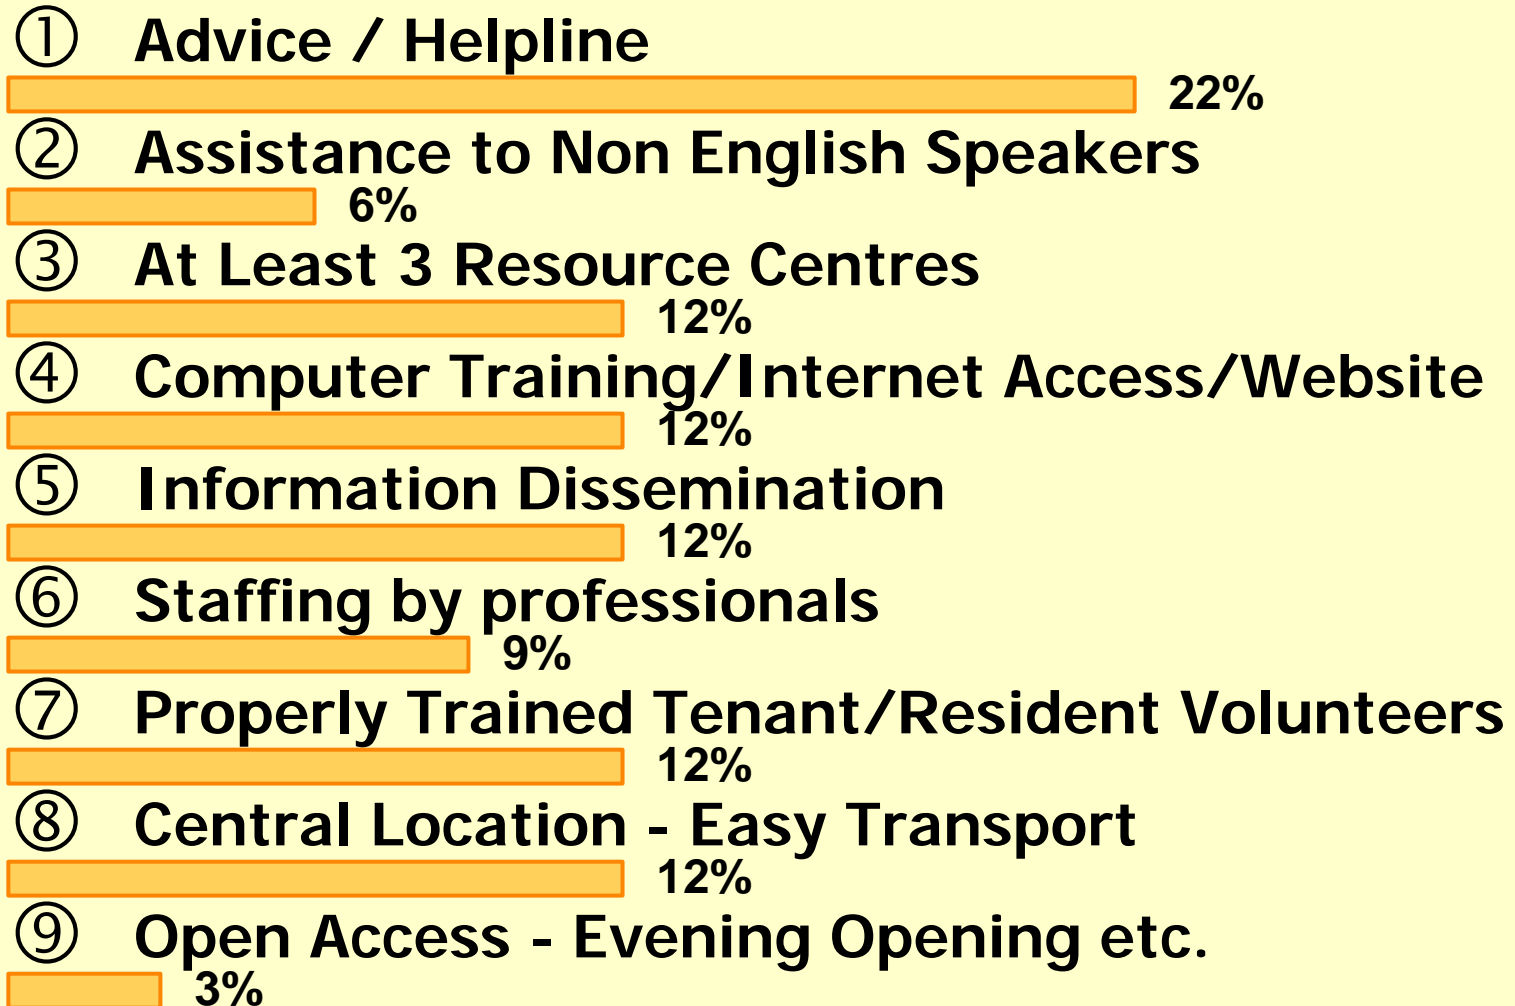 ① Advice / Helpline
22%
② Assistance to Non English Speakers
6%
③ At Least 3 Resource Centres
12%
④ Computer Training/Internet Access/Website
12%
⑤ Information Dissemination
12%
⑥ Staffing by professionals
9%
⑦ Properly Trained Tenant/Resident Volunteers
12%
⑧ Central Location - Easy Transport
12%
⑨ Open Access - Evening Opening etc.
3%